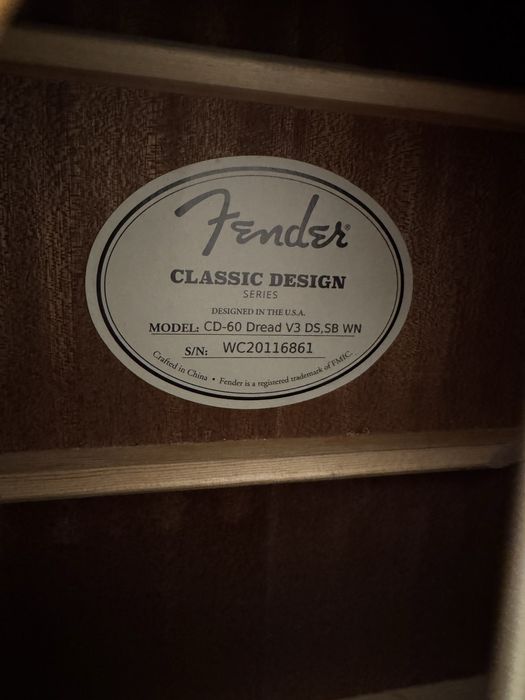 Fender®
CLASSIC DESIGN
SERIES
DESIGNED IN THE U.S.A.
MODEL: CD-60 Dread V3 DS,SB WN
S/N: WC20116861
Crafted in China • Fender is a registered trademark of FMIC.